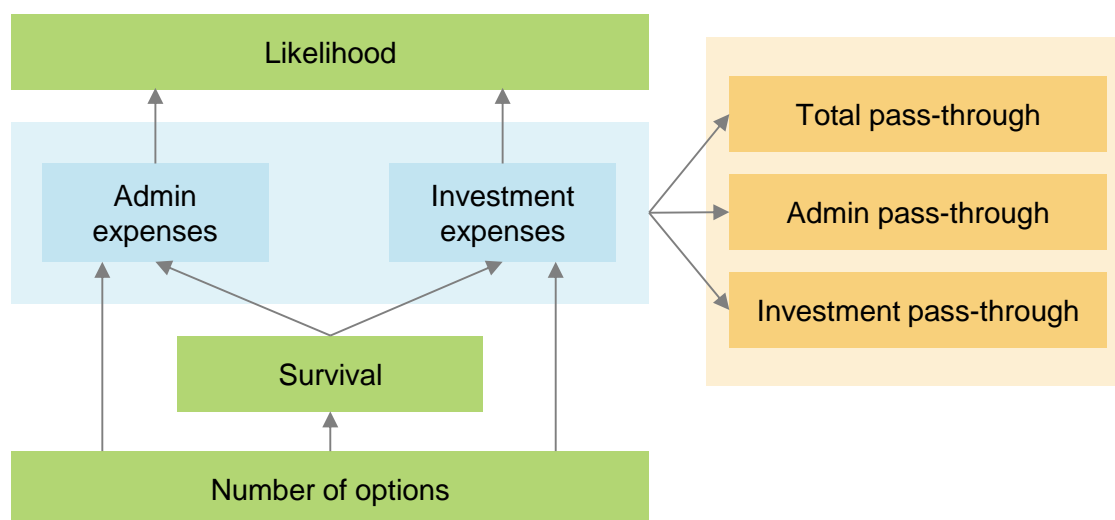 Likelihood
Admin
expenses
Investment
expenses
Survival
Number of options
Total pass-through
Admin pass-through
Investment pass-through